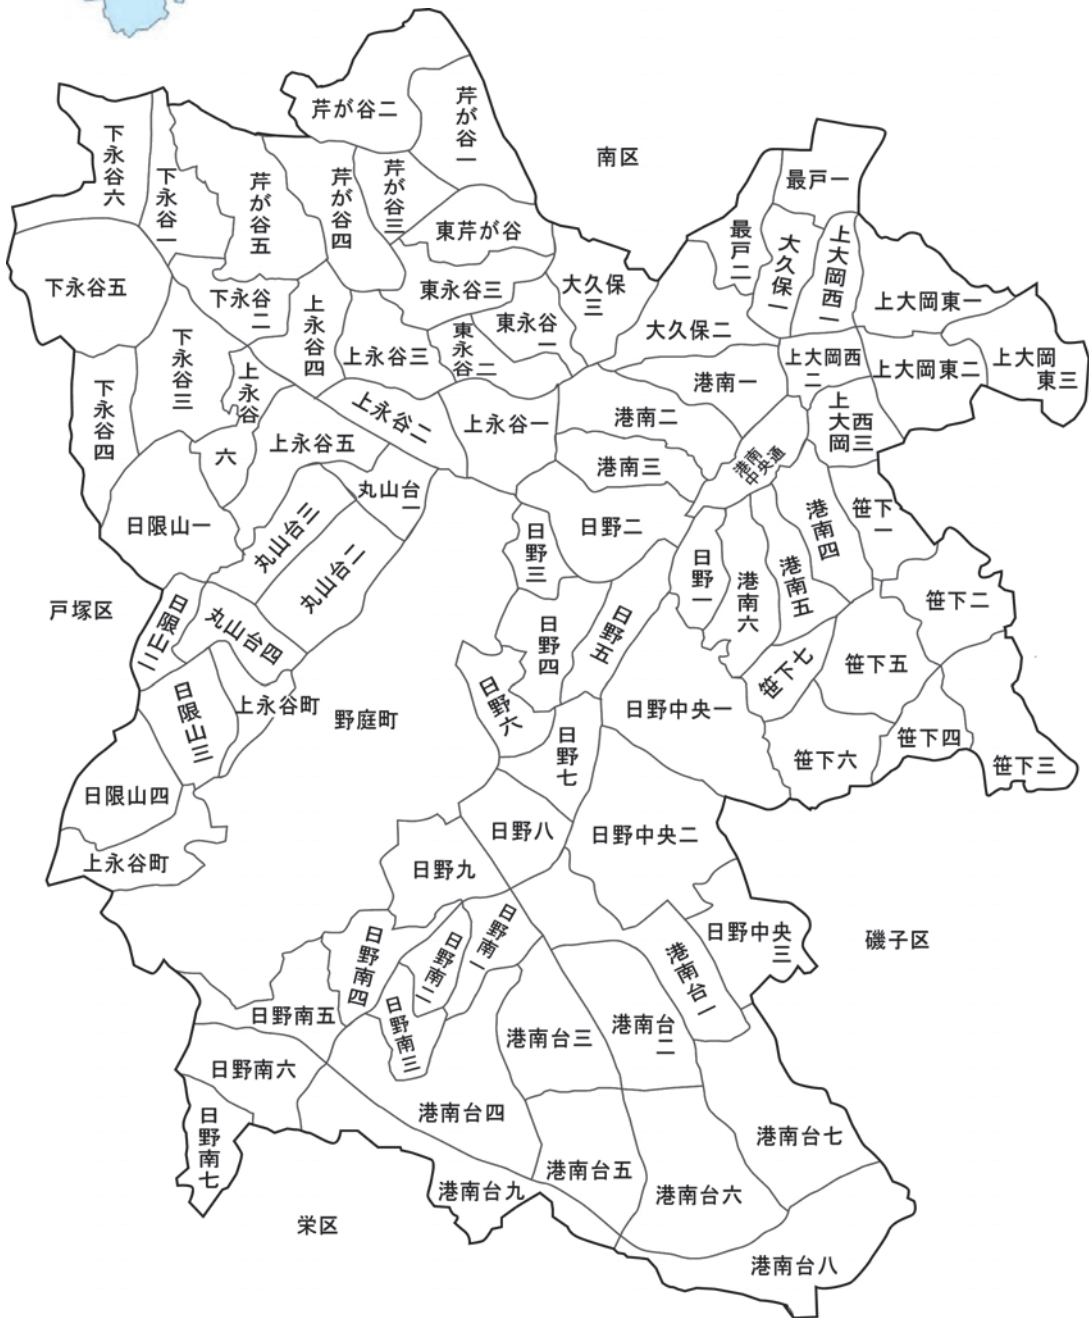 芹が谷二
芹が谷一
下永谷六
下永谷一
芹が谷五
芹が谷四
芹が谷三
東芹が谷
南区
最戸一
最戸二
大久保一
上大岡西一
上大岡東一
下永谷五
下永谷
二
上永谷四
東永谷三
東永谷
一
大久保
三
大久保二
下永谷三
上永谷三
東永谷二
上大岡西
二
上大岡東二
上大岡
東三
下永谷四
上永谷
六
上永谷五
上永谷二
上永谷一
港南一
港南二
港南三
港南
中央通
上大岡
西三
日限山一
丸山台三
丸山台
一
丸山台二
日野三
日野二
日野一
港南六
港南五
港南四
笹下一
笹下二
戸塚区
日限山二
丸山台四
日野四
日野五
笹下七
笹下五
日限山三
上永谷町
野庭町
日野六
日野七
日野中央一
笹下六
笹下四
笹下三
日限山四
上永谷町
日野八
日野中央二
日野九
日野中央
三
磯子区
日野南四
日野南二
日野南一
港南台一
日野南五
日野南三
港南台三
港南台
二
日野南六
日野南七
港南台四
港南台五
港南台六
港南台七
港南台九
栄区
港南台八